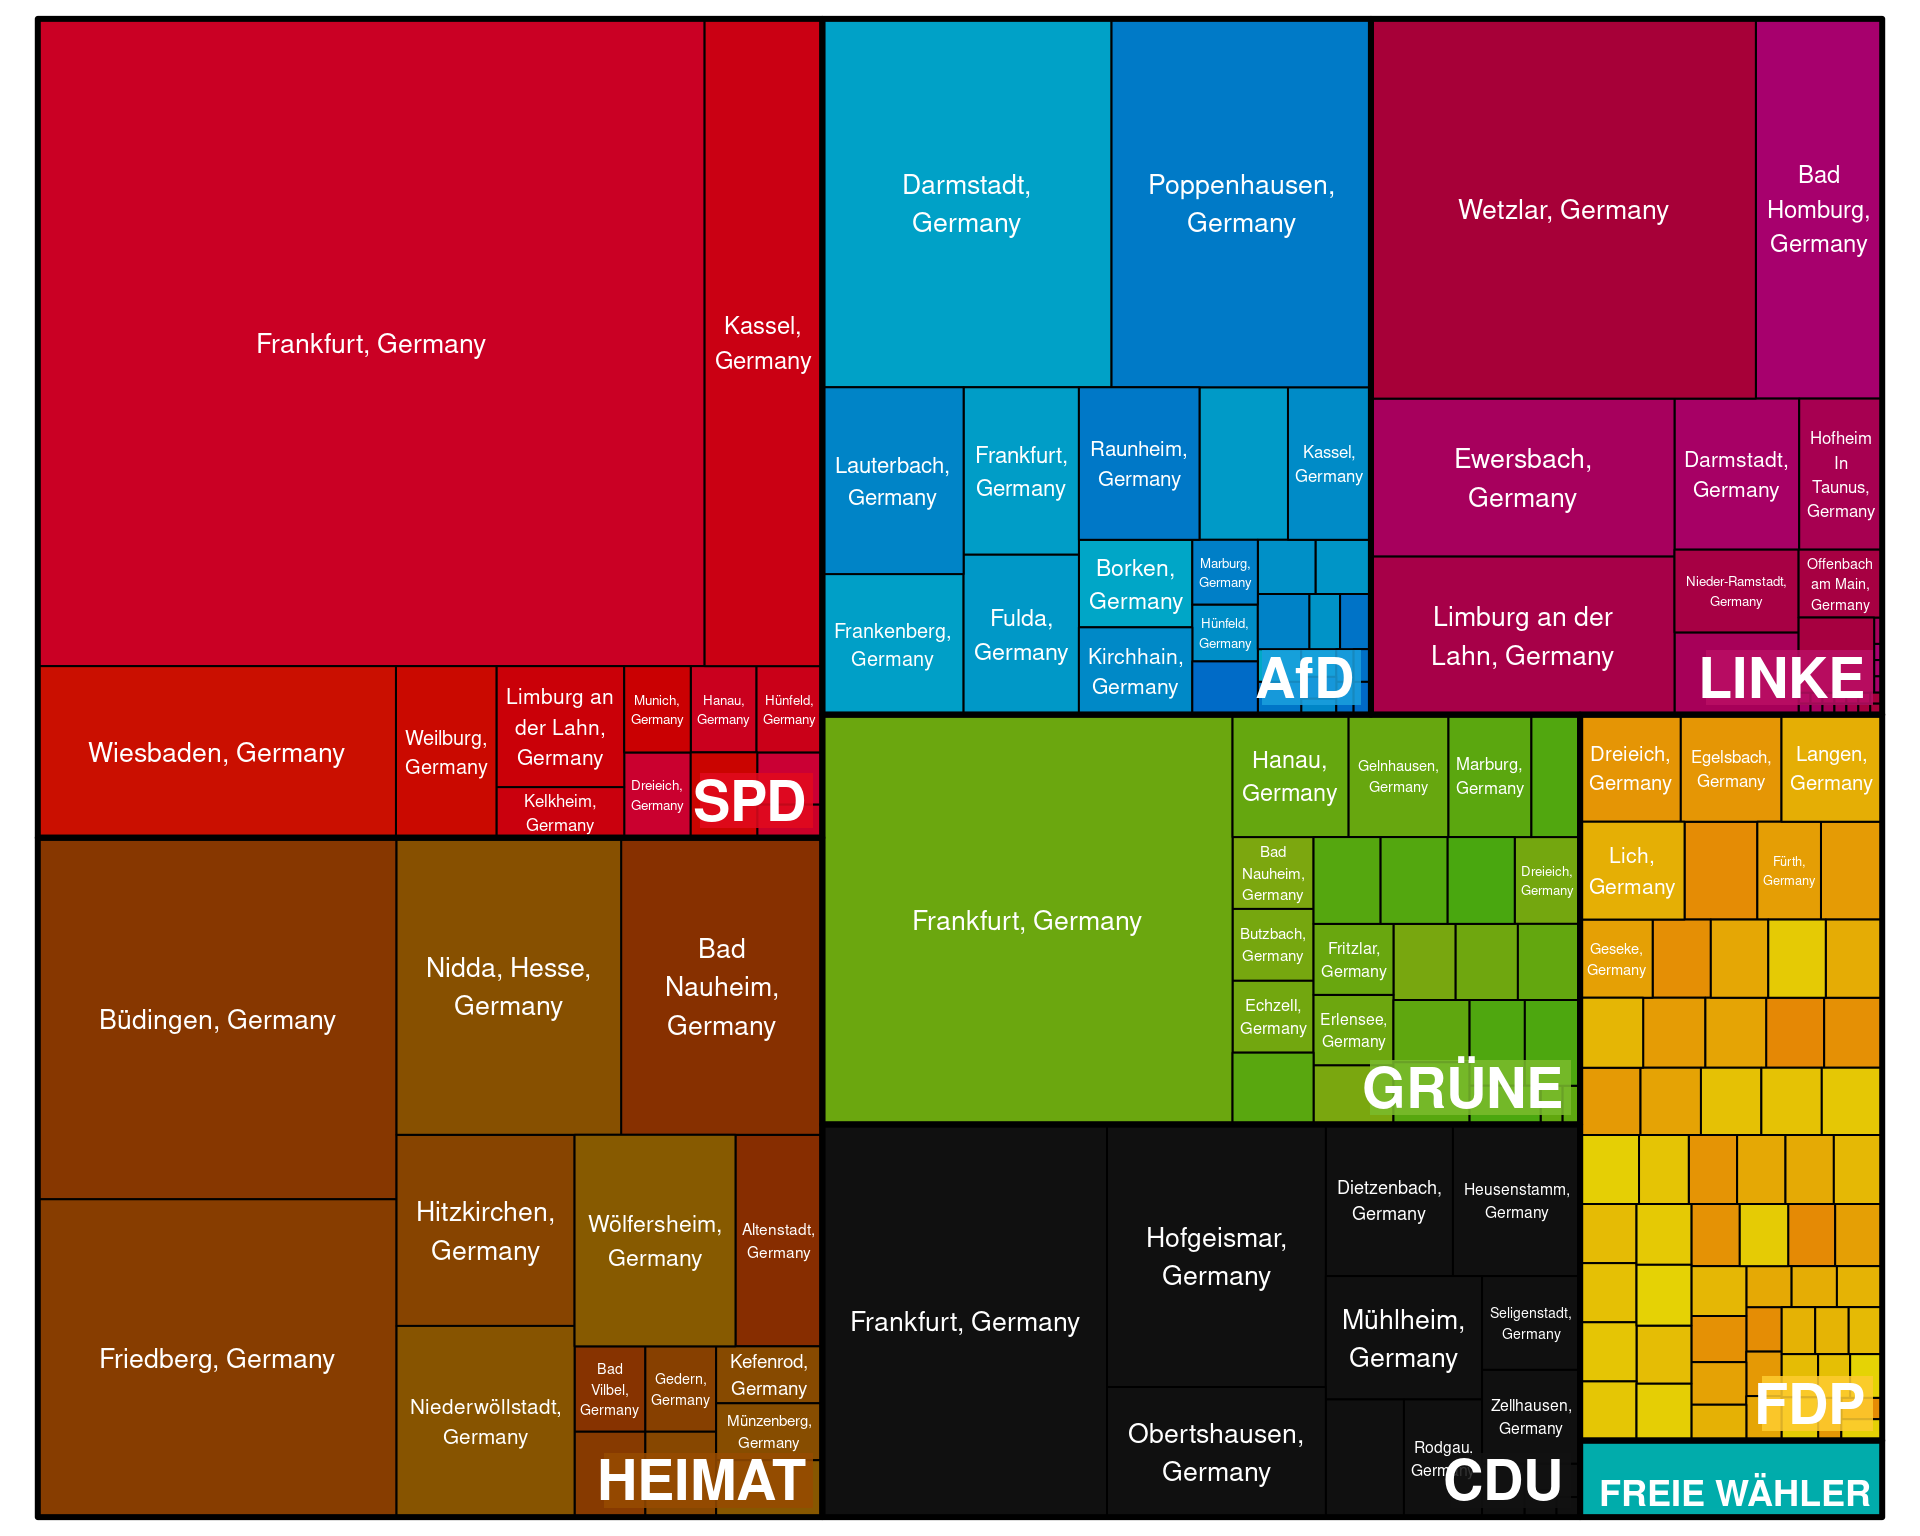 Frankfurt, Germany
Kassel,
Germany
Wiesbaden, Germany
Weilburg,
Germany
Limburg an
der Lahn,
Germany
Kelkheim,
Germany
Munich,
Germany
Hanau,
Germany
Hünfeld,
Germany
Dreieich,
Germany
SPD
Büdingen, Germany
Friedberg, Germany
Nidda, Hesse,
Germany
Bad
Nauheim,
Germany
Hitzkirchen,
Germany
Wölfersheim,
Germany
Altenstadt,
Germany
Niederwöllstadt,
Germany
Bad
Vilbel,
Germany
Gedern,
Germany
Kefenrod,
Germany
Münzenberg,
Germany
HEIMAT
Darmstadt,
Germany
Poppenhausen,
Germany
Lauterbach,
Germany
Frankfurt,
Germany
Raunheim,
Germany
Kassel,
Germany
Frankenberg,
Germany
Fulda,
Germany
Borken,
Germany
Kirchhain,
Germany
Marburg,
Germany
Hünfeld,
Germany
AfD
Wetzlar, Germany
Bad
Homburg,
Germany
Ewersbach,
Germany
Darmstadt,
Germany
Hofheim
In
Taunus,
Germany
Limburg an der
Lahn, Germany
Nieder-Ramstadt,
Germany
Offenbach
am Main,
Germany
LINKE
Frankfurt, Germany
Hanau,
Germany
Gelnhausen,
Germany
Marburg,
Germany
Bad
Nauheim,
Germany
Dreieich,
Germany
Butzbach,
Germany
Fritzlar,
Germany
Echzell,
Germany
Erlensee,
Germany
GRÜNE
Frankfurt, Germany
Hofgeismar,
Germany
Obertshausen,
Germany
Dietzenbach,
Germany
Heusenstamm,
Germany
Mühlheim,
Germany
Seligenstadt,
Germany
Zellhausen,
Germany
Rodgau,
Germany
CDU
Dreieich,
Germany
Egelsbach,
Germany
Langen,
Germany
Lich,
Germany
Fürth,
Germany
Geseke,
Germany
FDP
FREIE WÄHLER